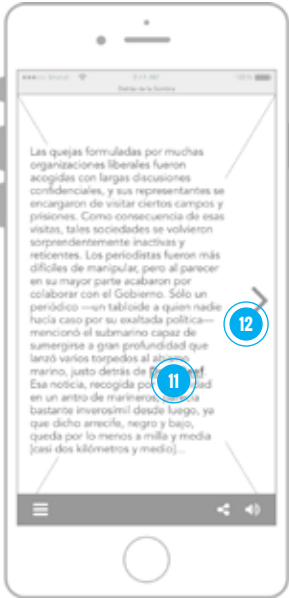 9:41 AM
100%
Detrás de la Sombra
Las quejas formuladas por muchas
organizaciones liberales fueron
acogidas con largas discusiones
confidenciales, y sus representantes se
encargaron de visitar ciertos campos y
prisiones. Como consecuencia de esas
visitas, tales sociedades se volvieron
sorprendentemente inactivas y
reticentes. Los periodistas fueron más
difíciles de manipular, pero al parecer
en su mayor parte acabaron por
colaborar con el Gobierno. Sólo un
periódico —un tabloide a quien nadie
hacía caso por su exaltada política—
mencionó el submarino capaz de
sumergirse a gran profundidad que
lanzó varios torpedos al
marino, justo detrás de
Esa noticia, recogida por
en un antro de marineros,
bastante inverosímil desde luego, ya
que dicho arrecife, negro y bajo,
queda por lo menos a milla y media
[casi dos kilómetros y medio]...
12
11